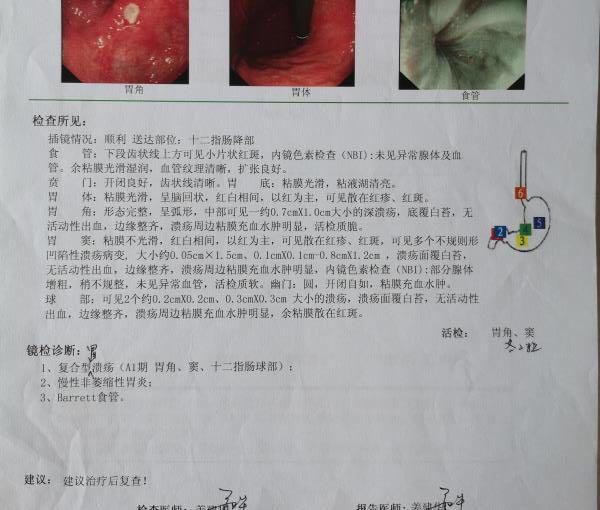 胃角 胃体 食管
检查所见:
插镜情况: 顺利 送达部位: 十二指肠降部
食 管: 下段齿状线上方可见小片状红斑, 内镜色素检查 (NBI):未见异常腺体及血
管。余粘膜光滑湿润, 血管纹理清晰, 扩张良好。
贲 门: 开闭良好, 齿状线清晰。胃 底: 粘膜光滑, 粘液湖清亮。
胃 体: 粘膜光滑, 呈脑回状, 红白相间, 以红为主, 可见散在红疹、红斑。
胃 角: 形态完整, 呈弧形, 中部可见一约0.7cmX1.0cm大小的深溃疡, 底覆白苔, 无
活动性出血, 边缘整齐, 溃疡周边粘膜充血水肿明显, 活检质脆。
胃 窦: 粘膜不光滑, 红白相间, 以红为主, 可见散在红疹、红斑, 可见多个不规则形
凹陷性溃疡病变, 大小约0.05cm×1.5cm、0.1cmX0.1cm-0.8cmX1.2cm , 溃疡面覆白苔,
无活动性出血, 边缘整齐, 溃疡周边粘膜充血水肿明显, 内镜色素检查 (NBI):部分腺体
增粗, 稍不规整, 未见异常血管, 活检质软。幽门: 圆, 开闭自如, 粘膜充血水肿。
球 部: 可见2个约0.2cmX0.2cm、0.3cmX0.3cm 大小的溃疡, 溃疡面覆白苔, 无活动性
出血, 边缘整齐, 溃疡周边粘膜充血水肿明显, 余粘膜散在红斑。
6
5
2 4
3
活检: 胃角、窦
镜检诊断: 胃
1、复合型溃疡 (A1期 胃角、窦、十二指肠球部);
2、慢性非萎缩性胃炎;
3、Barrett食管。
建议: 建议治疗后复查!
检查医师: 报告医师: